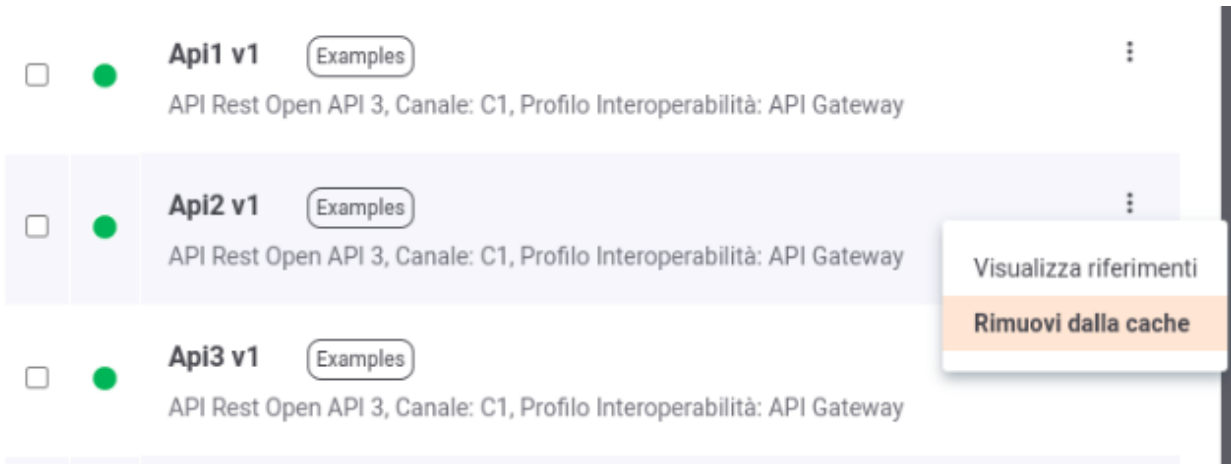 Api1 v1 Examples
API Rest Open API 3, Canale: C1, Profilo Interoperabilità: API Gateway
Api2 v1 Examples
API Rest Open API 3, Canale: C1, Profilo Interoperabilità: API Gateway
Visualizza riferimenti
Rimuovi dalla cache
Api3 v1 Examples
API Rest Open API 3, Canale: C1, Profilo Interoperabilità: API Gateway